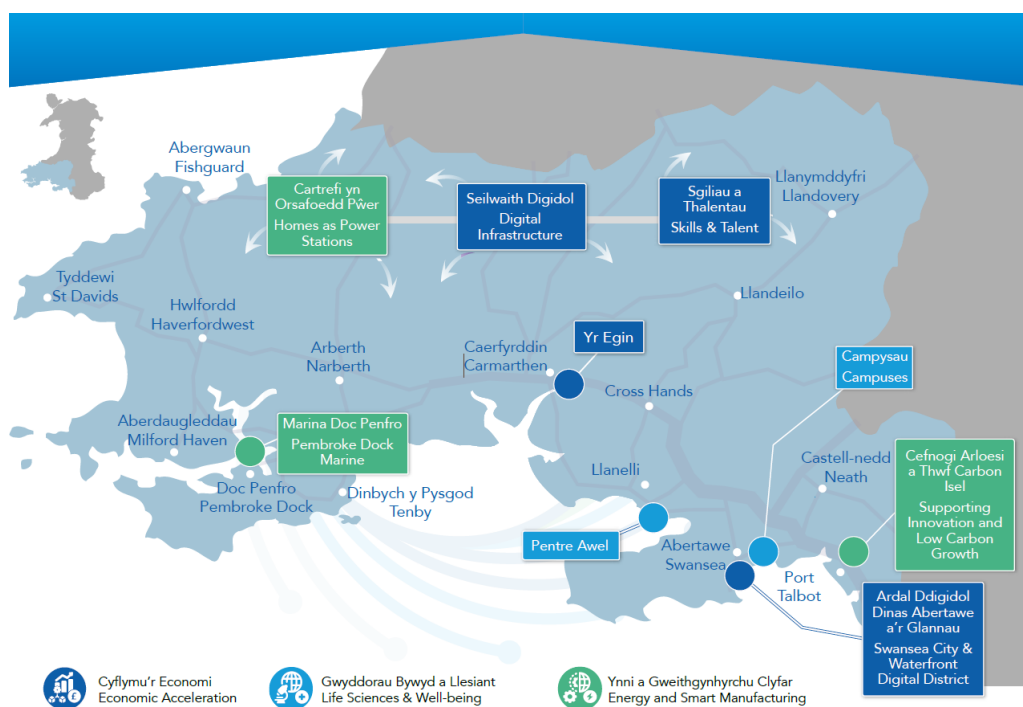 Abergwaun
Fishguard
Cartrefi yn
Orsafoedd Pŵer
Homes as Power
Stations
Seilwaith Digidol
Digital
Infrastructure
Sgiliau a
Thalentau
Skills & Talent
Llanymddyfri
Llandovery
Tyddewi
St Davids
Hwlfordd
Haverfordwest
Llandeilo
Arberth
Narberth
Caerfyrddin
Carmarthen
Yr Egin
Cross Hands
Campysau
Campuses
Aberdaugleddau
Milford Haven
Marina Doc Penfro
Pembroke Dock
Marine
Doc Penfro
Pembroke Dock
Dinbych y Pysgod
Tenby
Llanelli
Castell-nedd
Neath
Cefnogi Arloesi
a Thwf Carbon
Isel
Supporting
Innovation and
Low Carbon
Growth
Pentre Awel
Abertawe
Swansea
Port
Talbot
Ardal Ddigidol
Dinas Abertawe
a'r Glannau
Swansea City &
Waterfront
Digital District
Cyflymu'r Economi
Economic Acceleration
Gwyddorau Bywyd a Llesiant
Life Sciences & Well-being
Ynni a Gweithgynhyrchu Clyfar
Energy and Smart Manufacturing